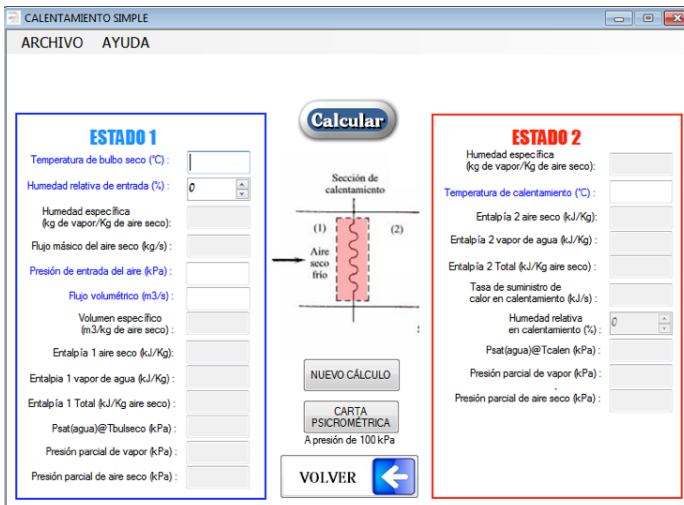 CALENTAMIENTO SIMPLE
ARCHIVO AYUDA
ESTADO 1
Temperatura de bulbo seco (°C) :
Humedad relativa de entrada (%) :
0
Humedad específica
(kg de vapor/Kg de aire seco):
Flujo másico del aire seco (kg/s) :
Presión de entrada del aire (kPa) :
Flujo volumétrico (m3/s) :
Volumen específico
(m3/kg de aire seco) :
Entalpía 1 aire seco (kJ/Kg):
Entalpia 1 vapor de agua (kJ/Kg) :
Entalpía 1 Total (kJ/Kg aire seco) :
Psat(agua)@Tbulseco (kPa) :
Presión parcial de vapor (kPa) :
Presión parcial de aire seco (kPa) :
Calcular
Sección de
calentamiento
(1)
(2)
Aire
seco
frío
NUEVO CÁLCULO
CARTA
PSICROMÉTRICA
A presión de 100 kPa
VOLVER
ESTADO 2
Humedad específica
(kg de vapor/Kg de aire seco):
Temperatura de calentamiento (°C) :
Entalpía 2 aire seco (kJ/Kg):
Entalpía 2 vapor de agua (kJ/Kg) :
Entalpía 2 Total (kJ/Kg aire seco) :
Tasa de suministro de
calor en calentamiento (kJ/s) :
Humedad relativa
en calentamiento (%) :
0
Psat(agua)@Tcalen (kPa) :
Presión parcial de vapor (kPa) :
Presión parcial de aire seco (kPa) :